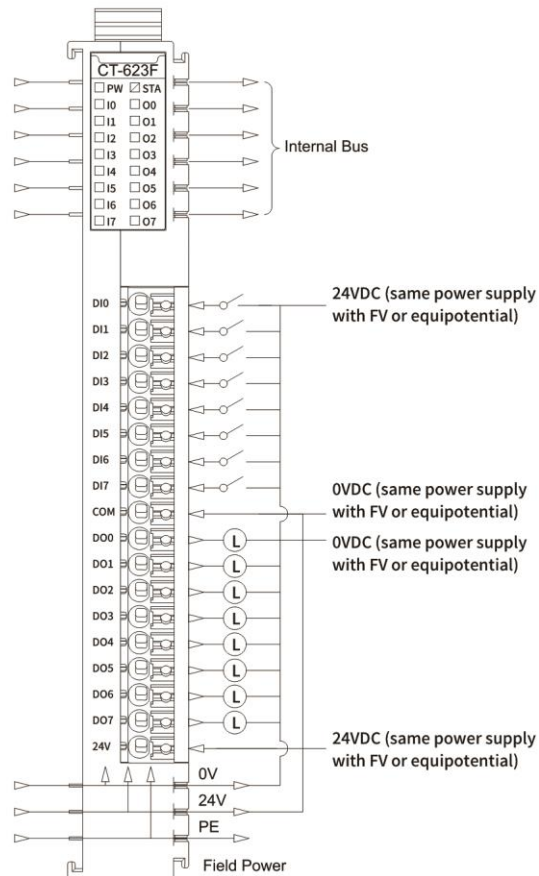 CT-623F
PW STA
I0 O0
I1 O1
I2 O2
I3 O3
I4 O4
I5 O5
I6 O6
I7 O7
Internal Bus
DI0
DI1
DI2
DI3
DI4
DI5
DI6
DI7
COM
DO0
DO1
DO2
DO3
DO4
DO5
DO6
DO7
24V
24VDC (same power supply
with FV or equipotential)
0VDC (same power supply
with FV or equipotential)
0VDC (same power supply
with FV or equipotential)
L
L
L
L
L
L
L
L
24VDC (same power supply
with FV or equipotential)
0V
24V
PE
Field Power